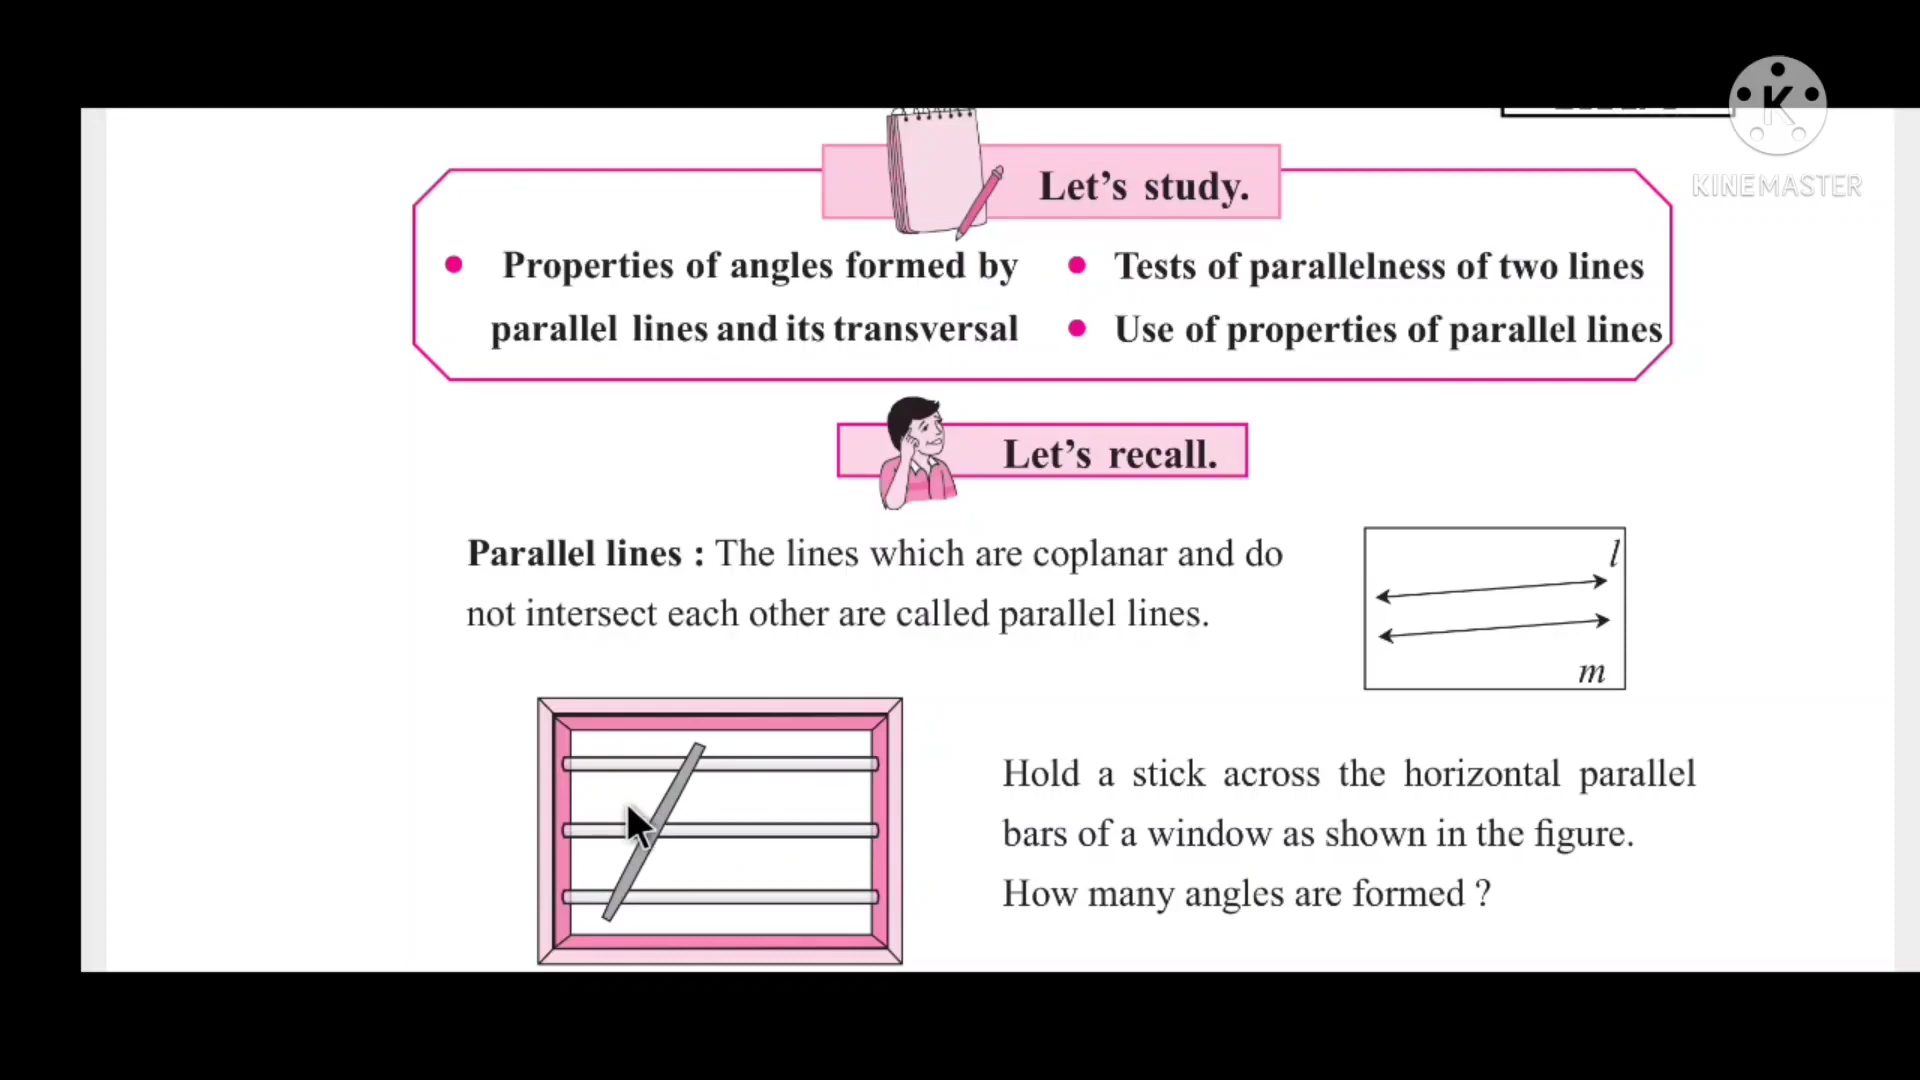 K
KINEMASTER
Let’s study.
Properties of angles formed by
parallel lines and its transversal
Tests of parallelness of two lines
Use of properties of parallel lines
Let’s recall.
Parallel lines : The lines which are coplanar and do
not intersect each other are called parallel lines.
l
m
Hold a stick across the horizontal parallel
bars of a window as shown in the figure.
How many angles are formed ?